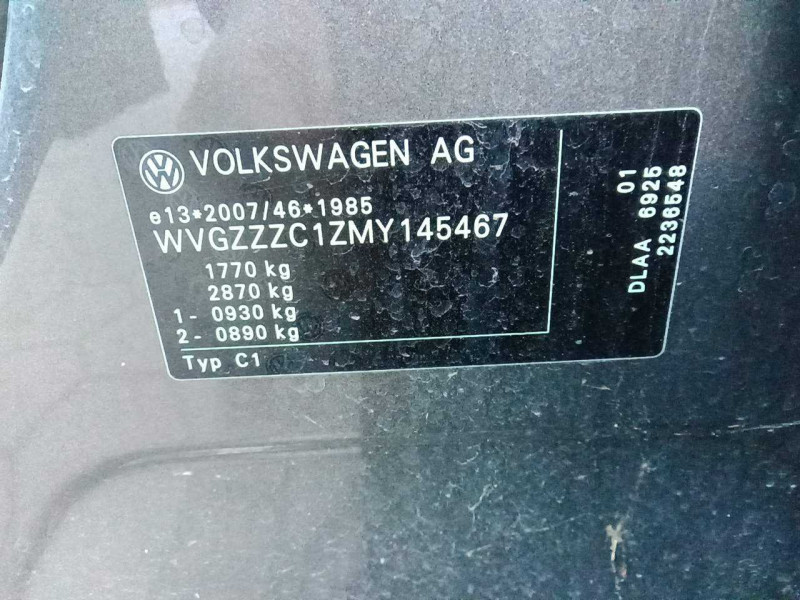 VOLKSWAGEN AG
e13*2007/46*1985
WVGZZZC1ZMY145467
1770 kg
2870 kg
1- 0930 kg
2- 0890 kg
Typ C1
01
DLAA 6925
2236548